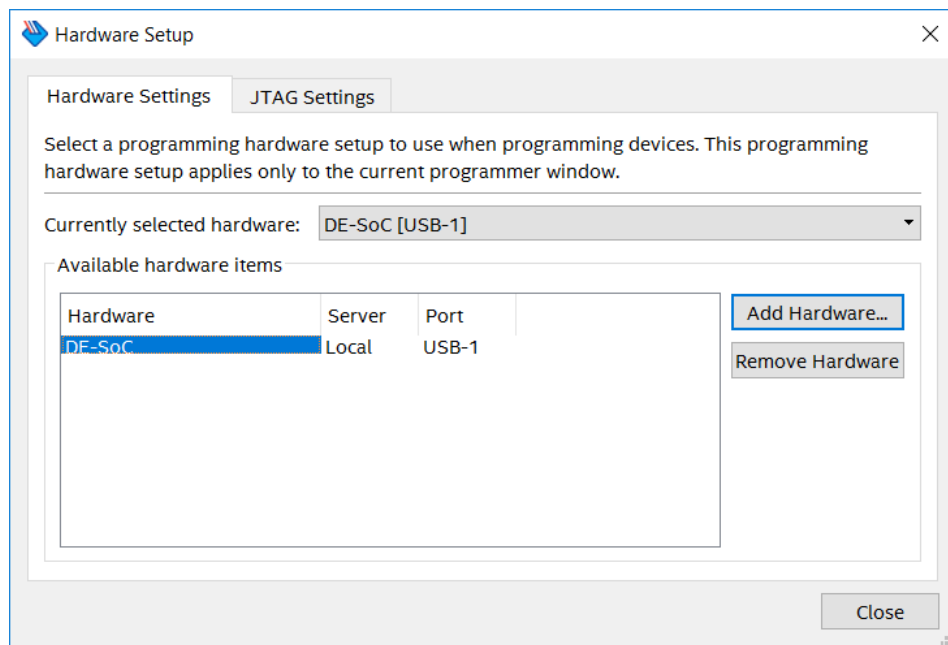 Hardware Setup
Hardware Settings
JTAG Settings
Select a programming hardware setup to use when programming devices. This programming
hardware setup applies only to the current programmer window.
Currently selected hardware: DE-SoC [USB-1]
Available hardware items
Hardware Server Port
DE-SoC Local USB-1
Add Hardware...
Remove Hardware
Close